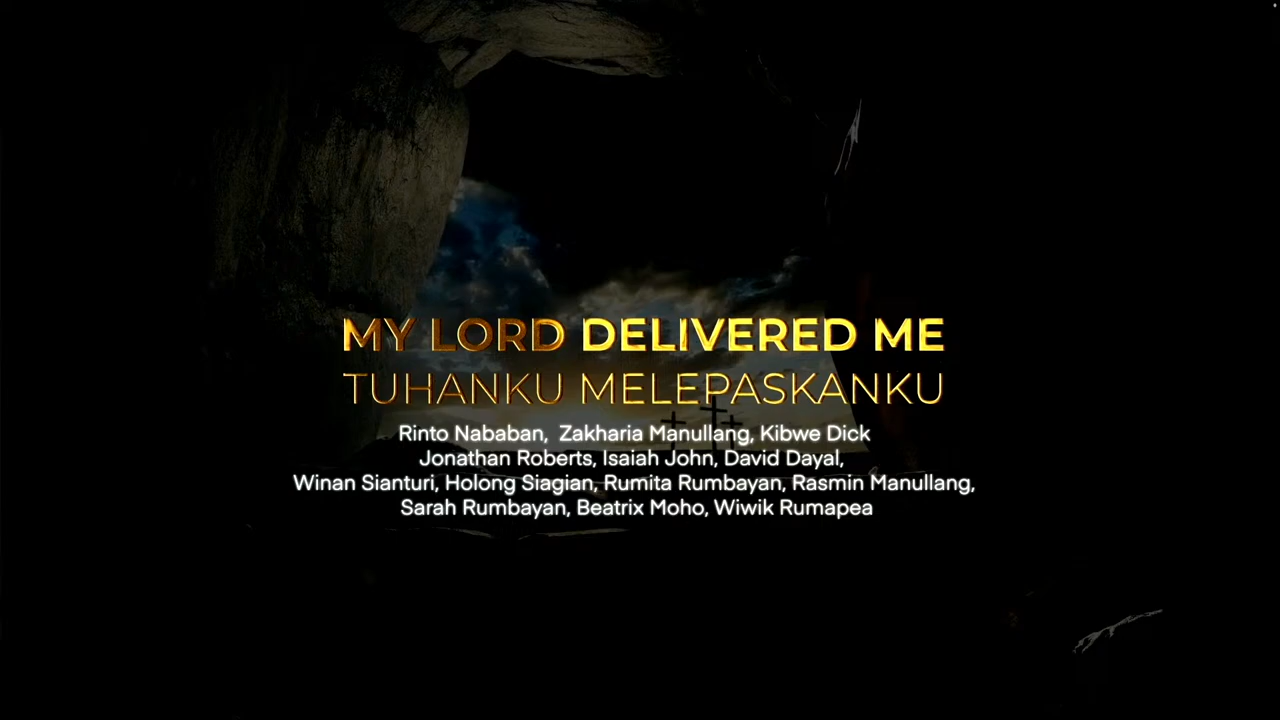 MY LORD DELIVERED ME
TUHANKU MELEPASKANKU
Rinto Nababan,  Zakharia Manullang, Kibwe Dick
Jonathan Roberts, Isaiah John, David Dayal,
Winan Sianturi, Holong Siagian, Rumita Rumbayan, Rasmin Manullang,
Sarah Rumbayan, Beatrix Moho, Wiwik Rumapea